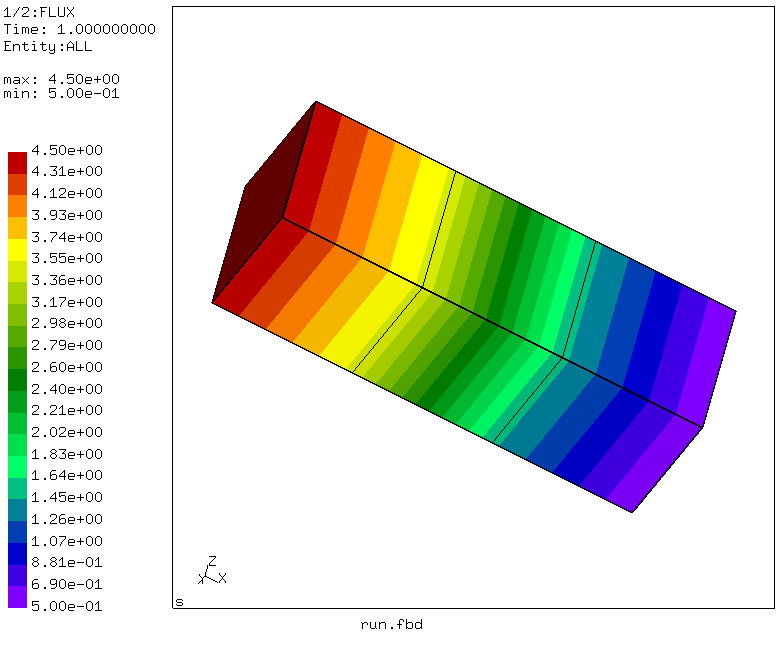 1/2:FLUX
Time: 1.000000000
Entity:ALL
max: 4.50e+00
min: 5.00e-01
4.50e+00
4.31e+00
4.12e+00
3.93e+00
3.74e+00
3.55e+00
3.36e+00
3.17e+00
2.98e+00
2.79e+00
2.60e+00
2.40e+00
2.21e+00
2.02e+00
1.83e+00
1.64e+00
1.45e+00
1.26e+00
1.07e+00
8.81e-01
6.90e-01
5.00e-01
Z
Y X
s
run.fbd